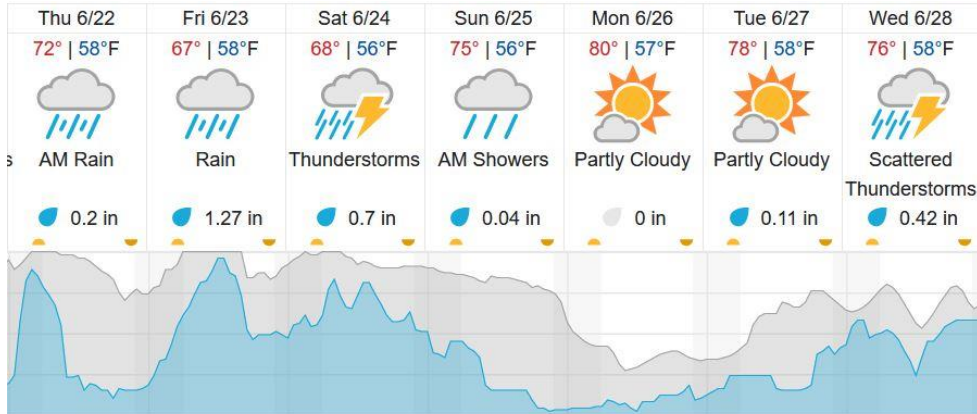 Thu 6/22 Fri 6/23 Sat 6/24 Sun 6/25 Mon 6/26 Tue 6/27 Wed 6/28
72° | 58°F 67° | 58°F 68° | 56°F 75° | 56°F 80° | 57°F 78° | 58°F 76° | 58°F
s AM Rain Rain Thunderstorms AM Showers Partly Cloudy Partly Cloudy Scattered
Thunderstorms
0.2 in 1.27 in 0.7 in 0.04 in 0 in 0.11 in 0.42 in